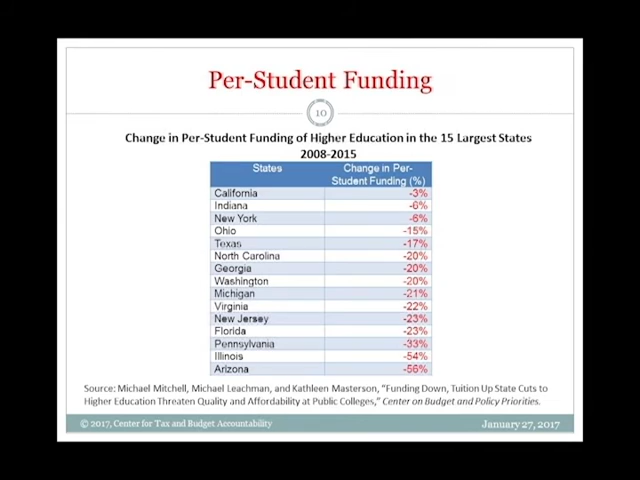 Per-Student Funding
10
Change in Per-Student Funding of Higher Education in the 15 Largest States
2008-2015
States Change in Per-
Student Funding (%)
California -3%
Indiana -6%
New York -6%
Ohio -15%
Texas -17%
North Carolina -20%
Georgia -20%
Washington -20%
Michigan -21%
Virginia -22%
New Jersey -23%
Florida -23%
Pennsylvania -33%
Illinois -54%
Arizona -56%
Source: Michael Mitchell, Michael Leachman, and Kathleen Masterson, “Funding Down, Tuition Up State Cuts to
Higher Education Threaten Quality and Affordability at Public Colleges,” Center on Budget and Policy Priorities.
© 2017, Center for Tax and Budget Accountability January 27, 2017